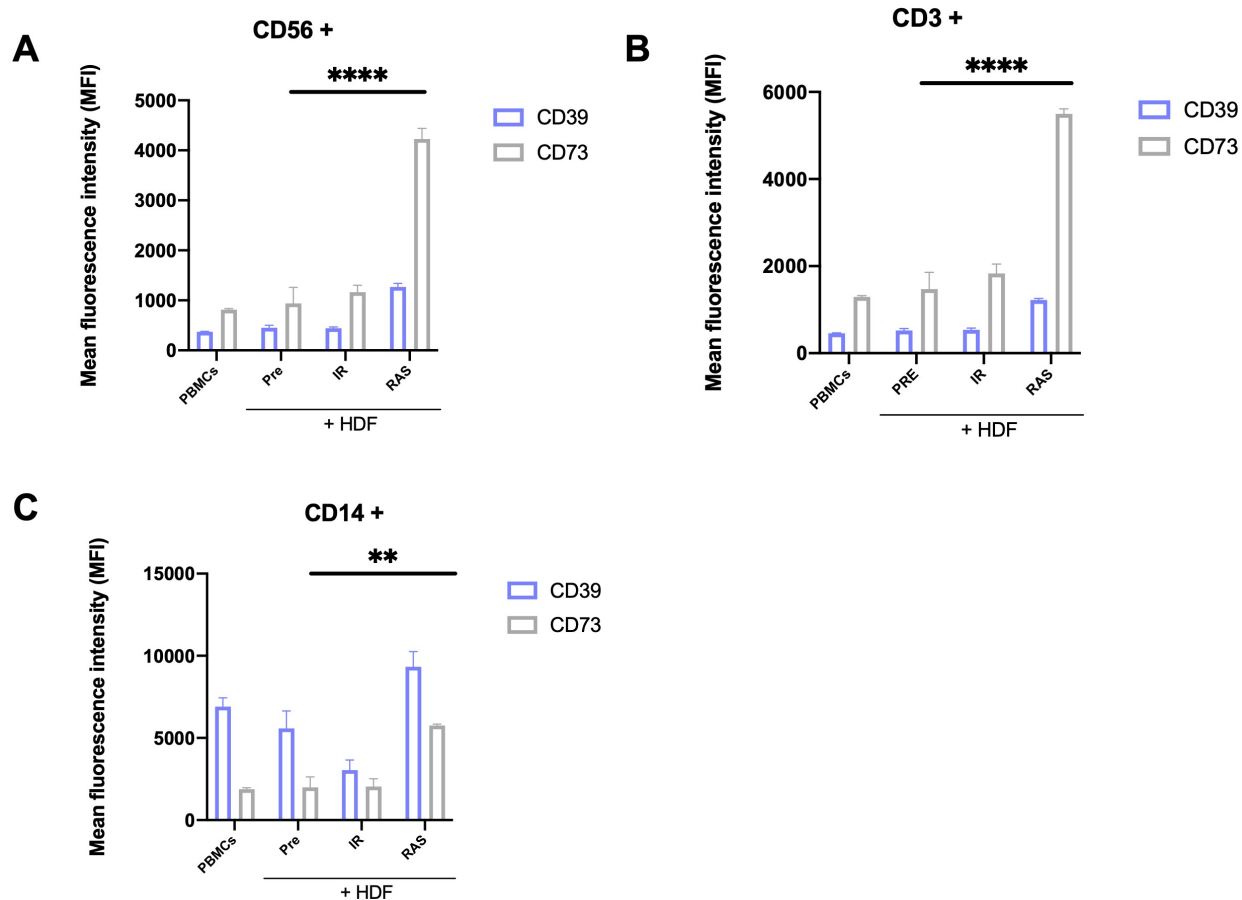 A
CD56 +
****
Mean fluorescence intensity (MFI)
5000
4000
3000
2000
1000
0
PBMCs
Pre
IR
RAS
+ HDF
CD39
CD73
B
CD3 +
****
Mean fluorescence intensity (MFI)
6000
4000
2000
0
PBMCs
PRE
IR
RAS
+ HDF
CD39
CD73
C
CD14 +
**
Mean fluorescence intensity (MFI)
15000
10000
5000
0
PBMCs
Pre
IR
RAS
+ HDF
CD39
CD73